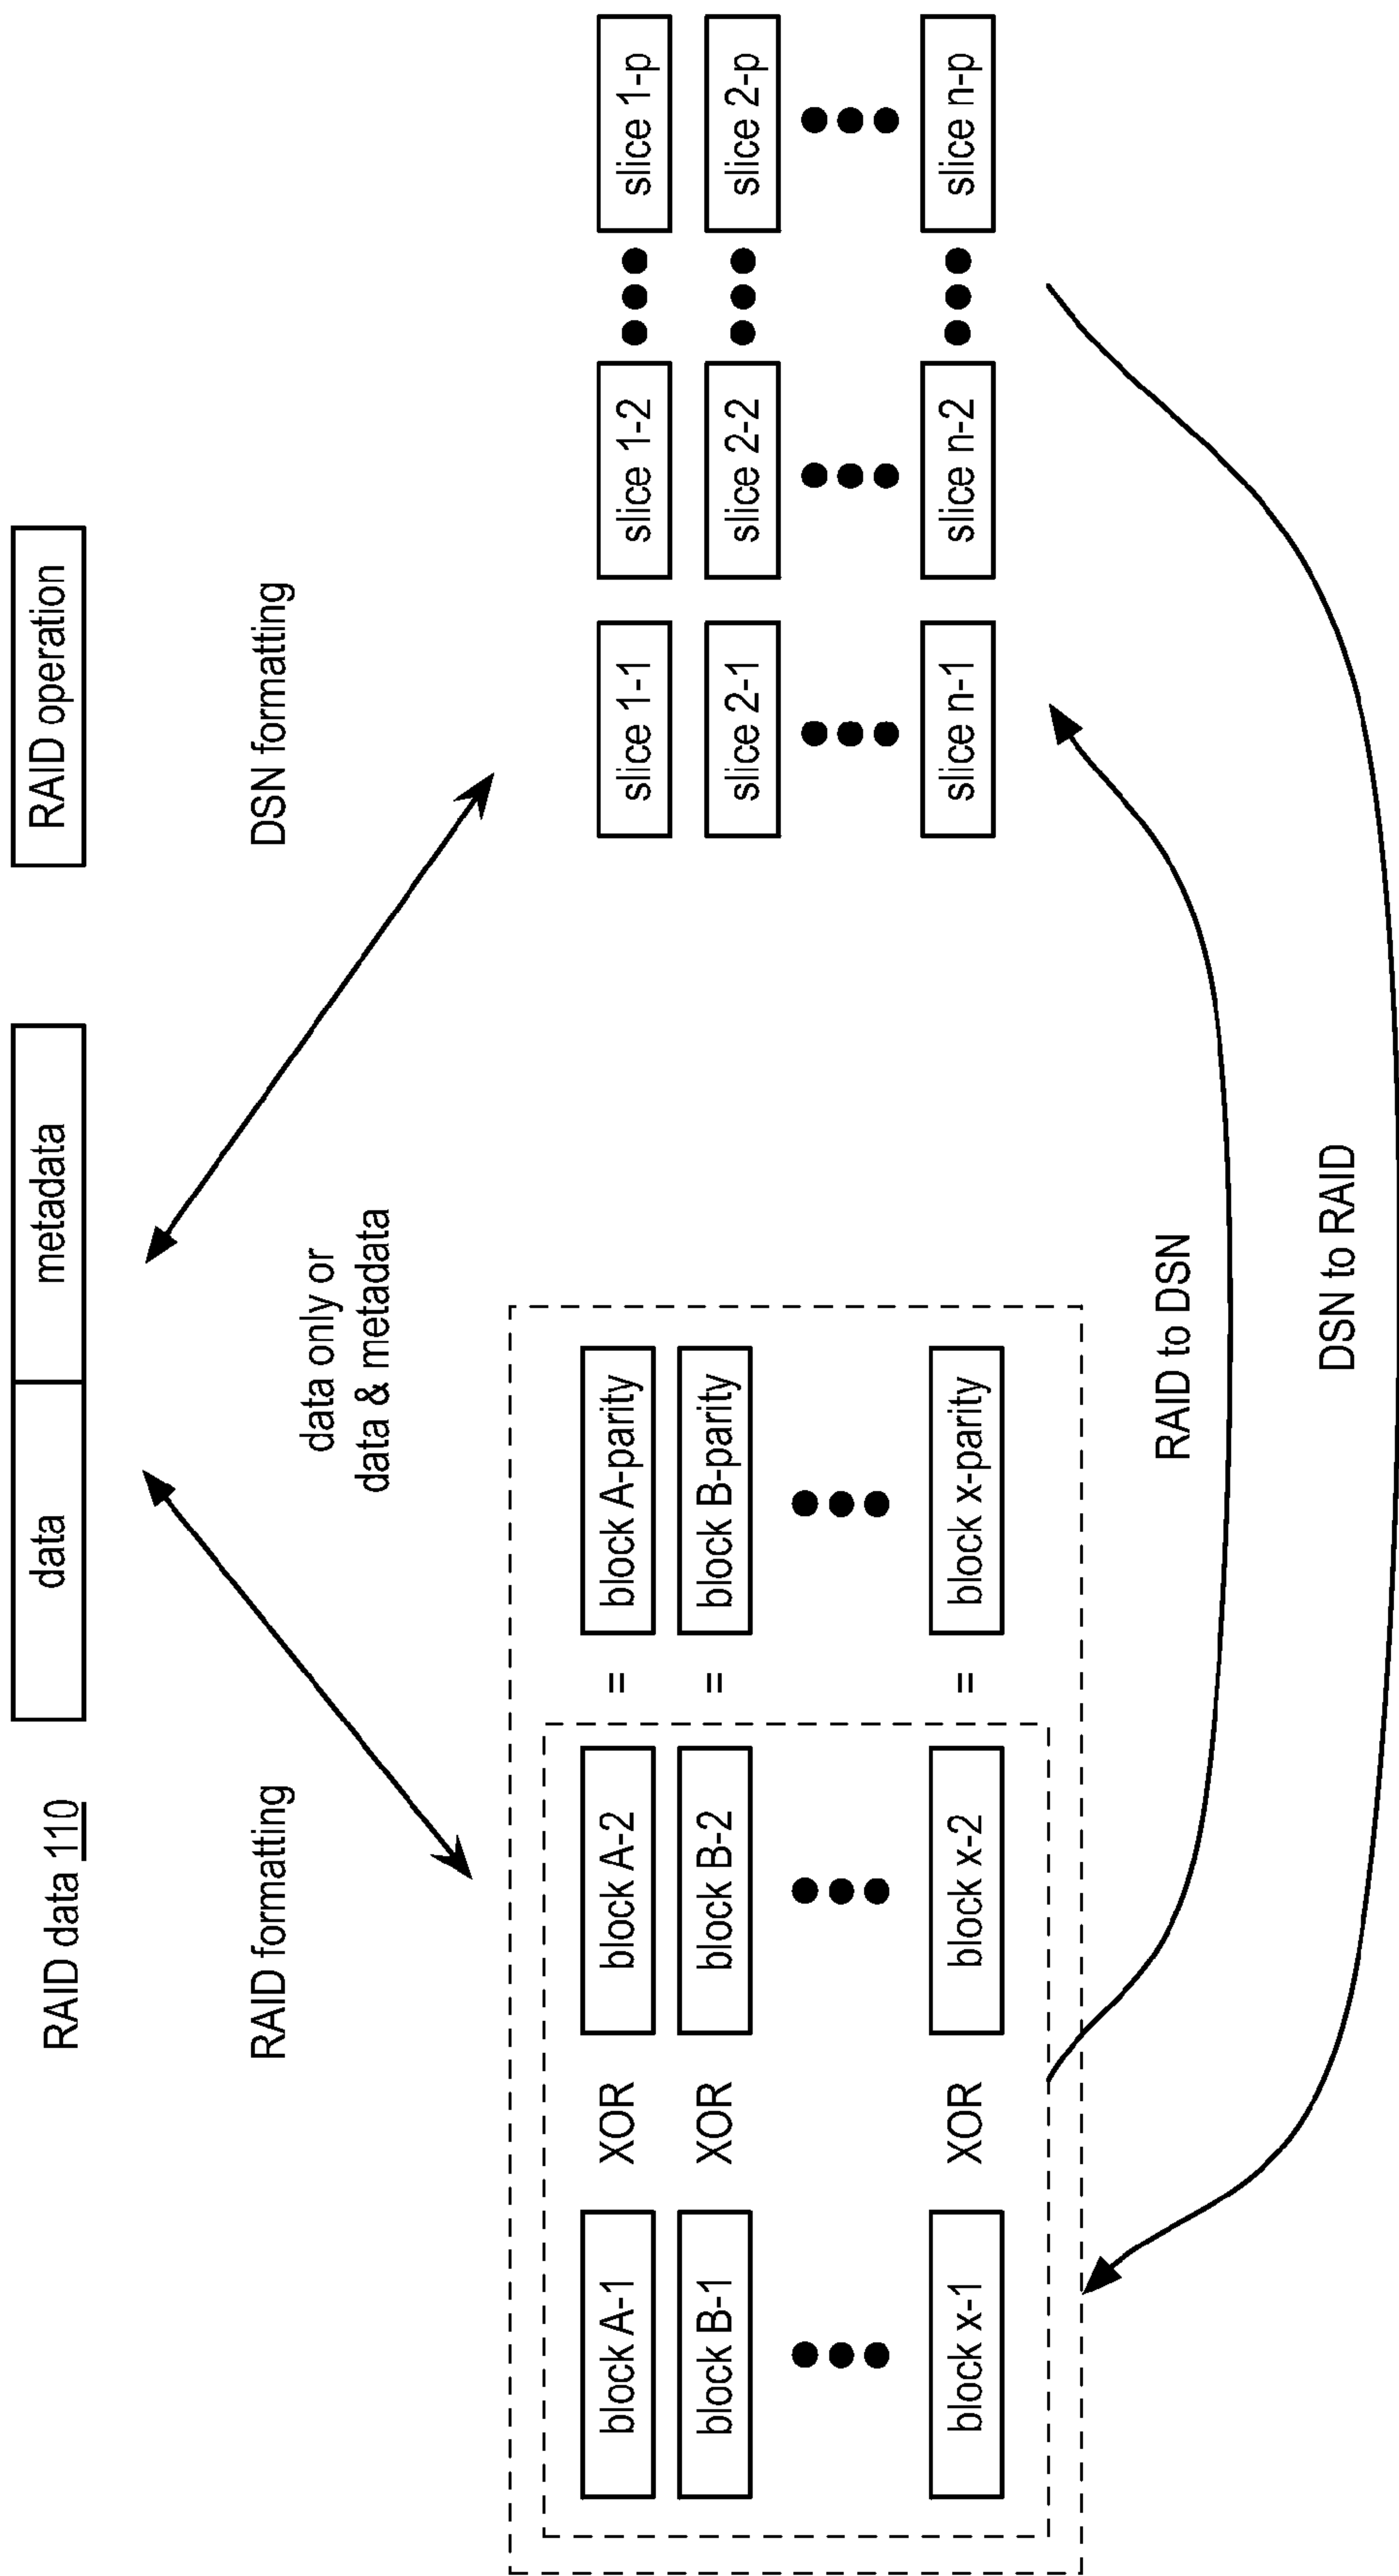 RAID data 110
data
metadata
RAID operation
RAID formatting
DSN formatting
data only or
data & metadata
block A-1 XOR block A-2 = block A-parity
block B-1 XOR block B-2 = block B-parity
block x-1 XOR block x-2 = block x-parity
slice 1-1 slice 1-2 slice 1-p
slice 2-1 slice 2-2 slice 2-p
slice n-1 slice n-2 slice n-p
RAID to DSN
DSN to RAID